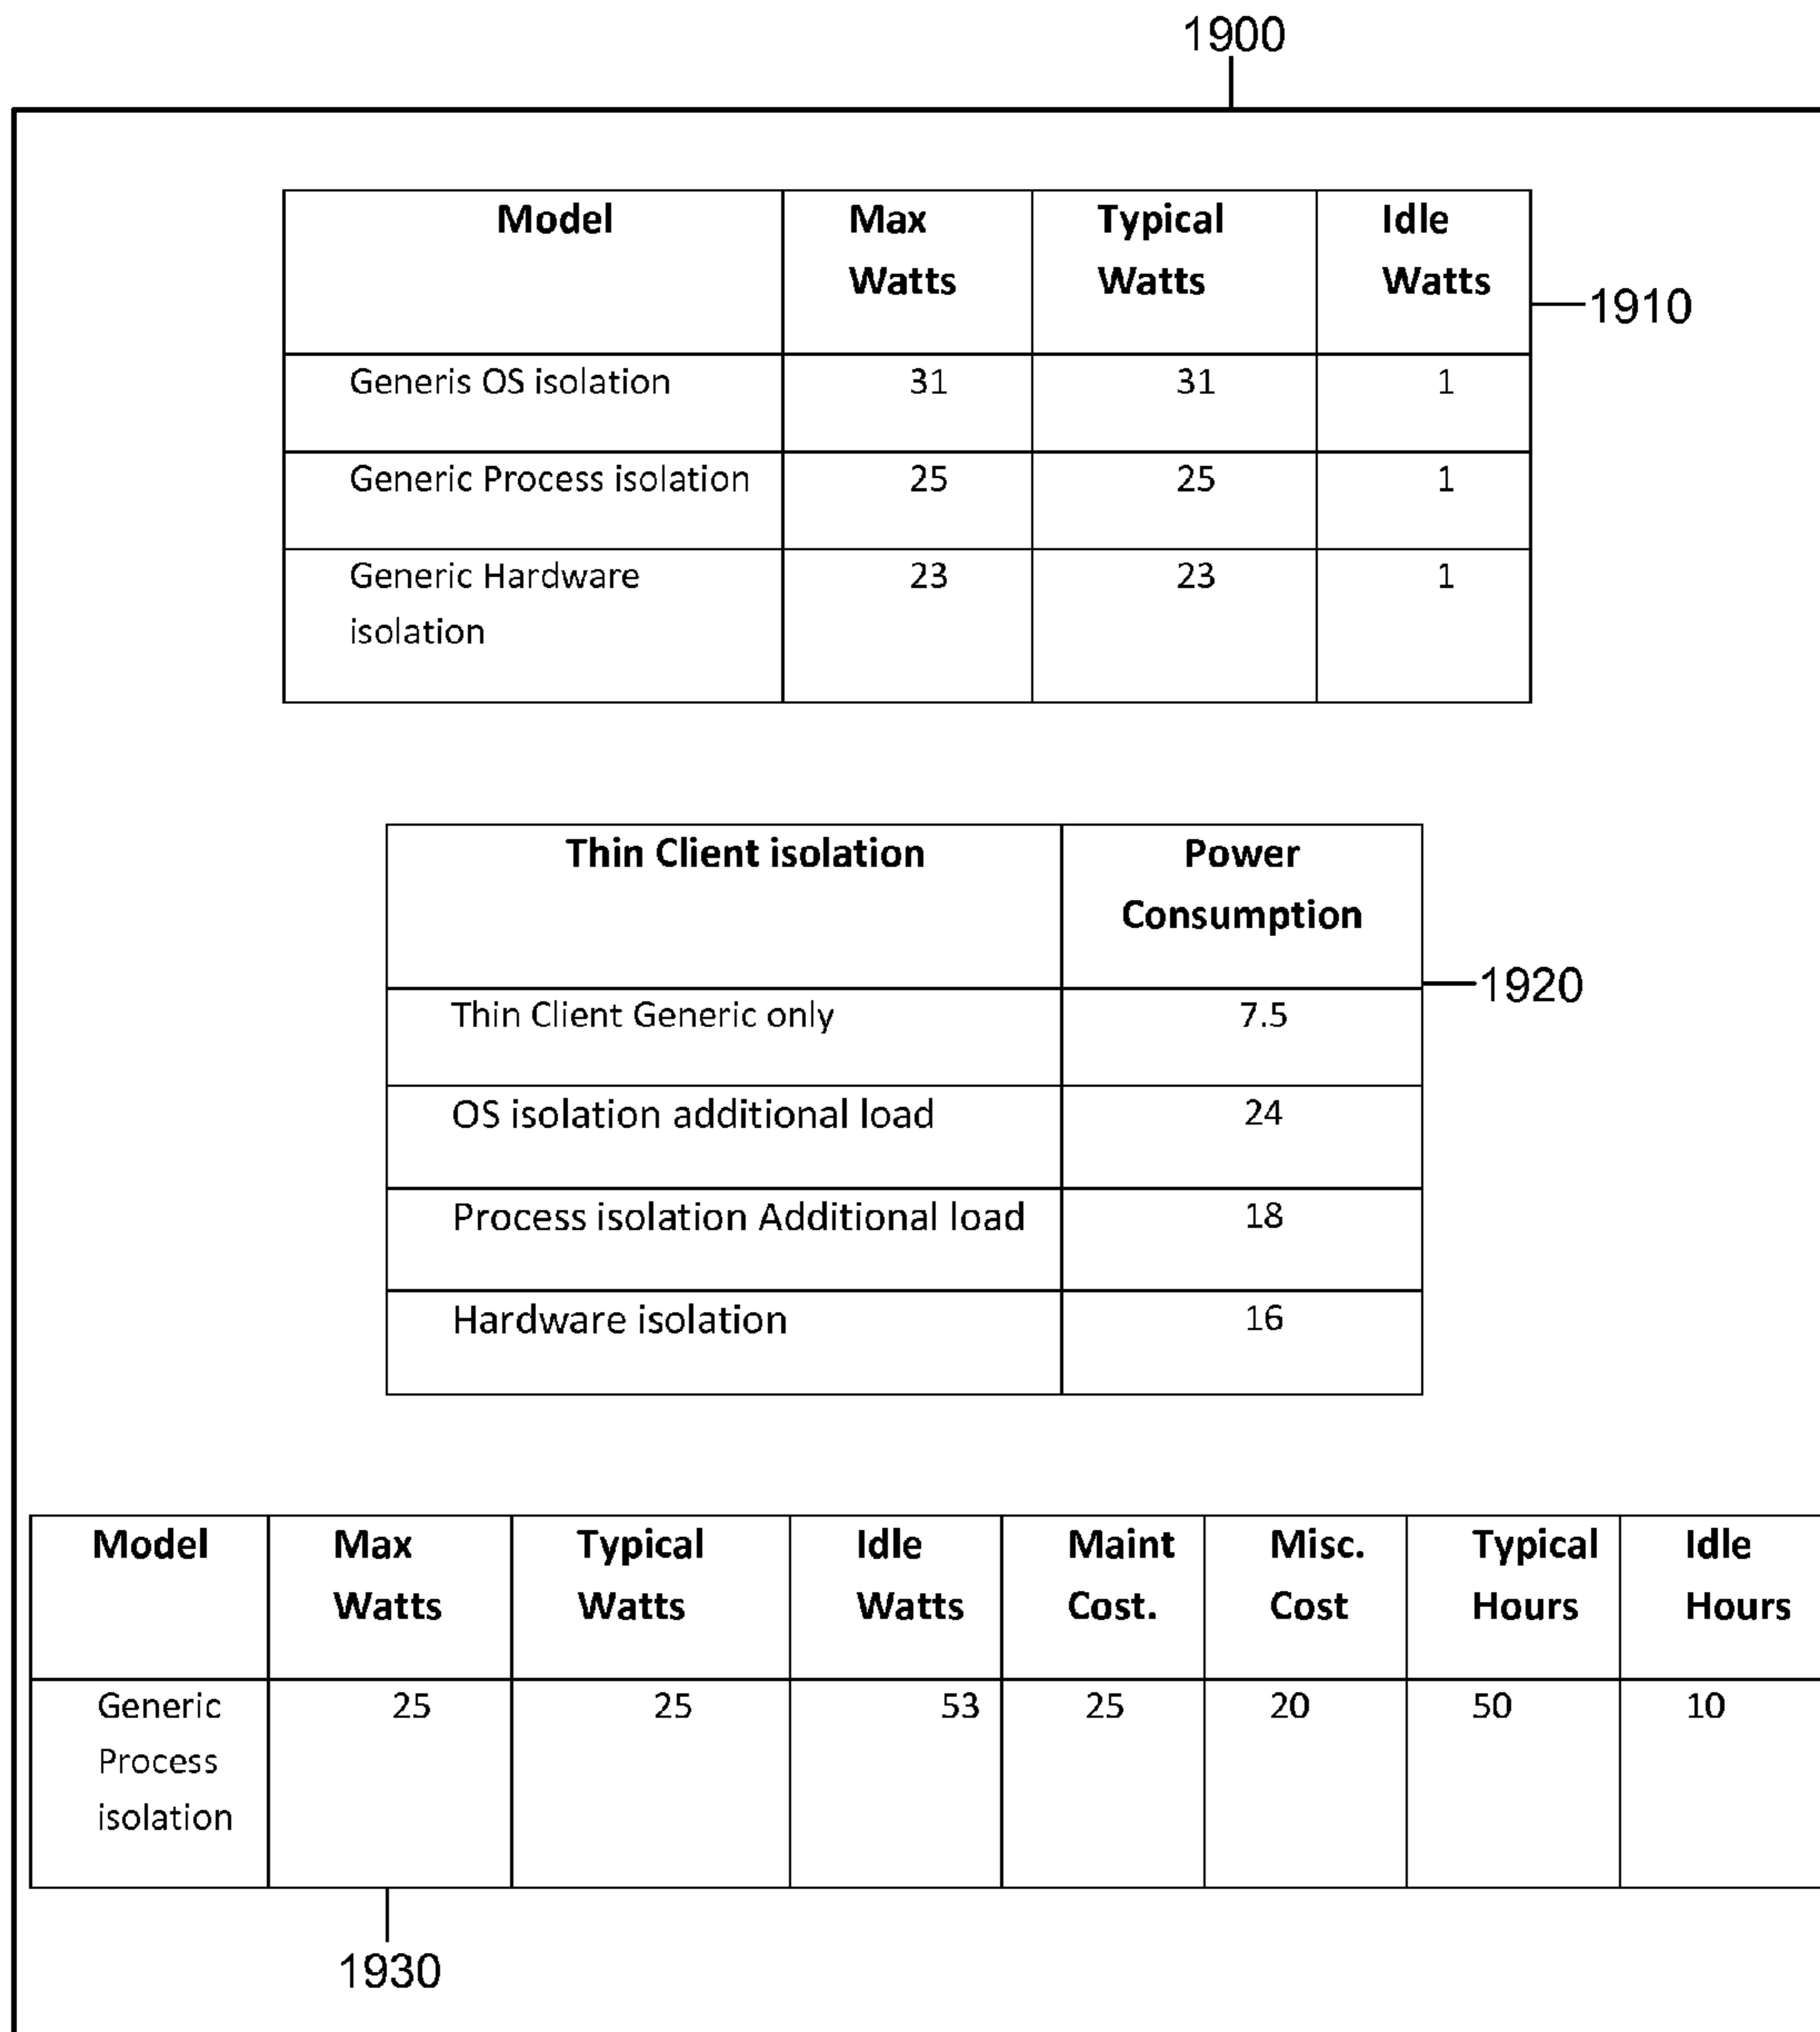 1900
Model Max Watts Typical Watts Idle Watts
1910
Generis OS isolation 31 31 1
Generic Process isolation 25 25 1
Generic Hardware isolation 23 23 1
Thin Client isolation Power Consumption
1920
Thin Client Generic only 7.5
OS isolation additional load 24
Process isolation Additional load 18
Hardware isolation 16
Model Max Watts Typical Watts Idle Watts Maint Cost. Misc. Cost Typical Hours Idle Hours
Generic Process isolation 25 25 53 25 20 50 10
1930